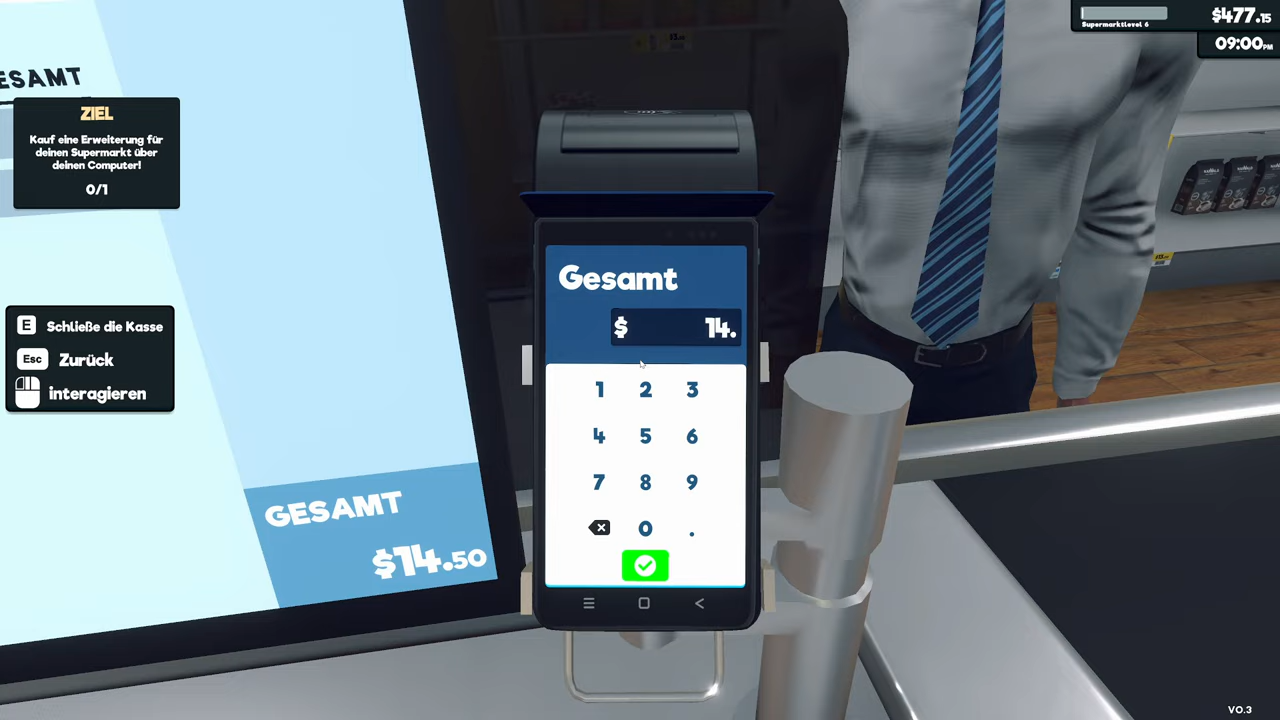 ESAMT
ZIEL
Kauf eine Erweiterung für
deinen Supermarkt über
deinen Computer!
0/1
E Schließe die Kasse
Esc Zurück
interagieren
GESAMT
$14.50
Gesamt
$ 14.
1 2 3
4 5 6
7 8 9
0 .
$477.15
Supermarktlevel 6
09:00PM
V0.3